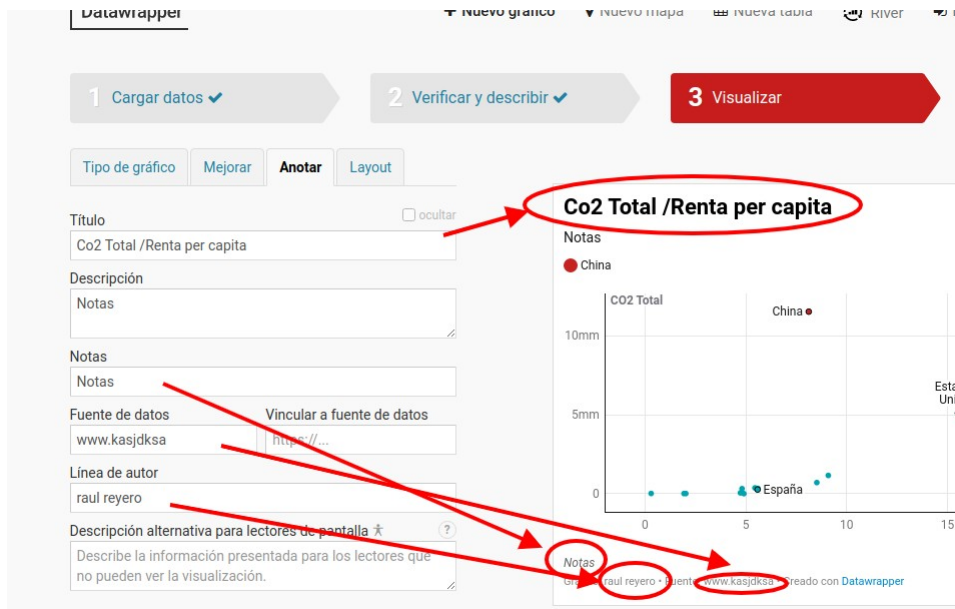 Datawrapper
+ Nuevo gráfico
Nuevo mapa
Nueva tabla
River
1 Cargar datos
2 Verificar y describir
3 Visualizar
Tipo de gráfico
Mejorar
Anotar
Layout
Título
ocultar
Co2 Total /Renta per capita
Descripción
Notas
Notas
Notas
Fuente de datos
Vincular a fuente de datos
www.kasjdksa
https://...
Línea de autor
raul reyero
Descripción alternativa para lectores de pantalla
?
Describe la información presentada para los lectores que
no pueden ver la visualización.
Co2 Total /Renta per capita
Notas
China
CO2 Total
China
10mm
Esta
Uni
5mm
España
0
0 5 10 15
Notas
raul reyero • Fuente: www.kasjdksa • Creado con Datawrapper